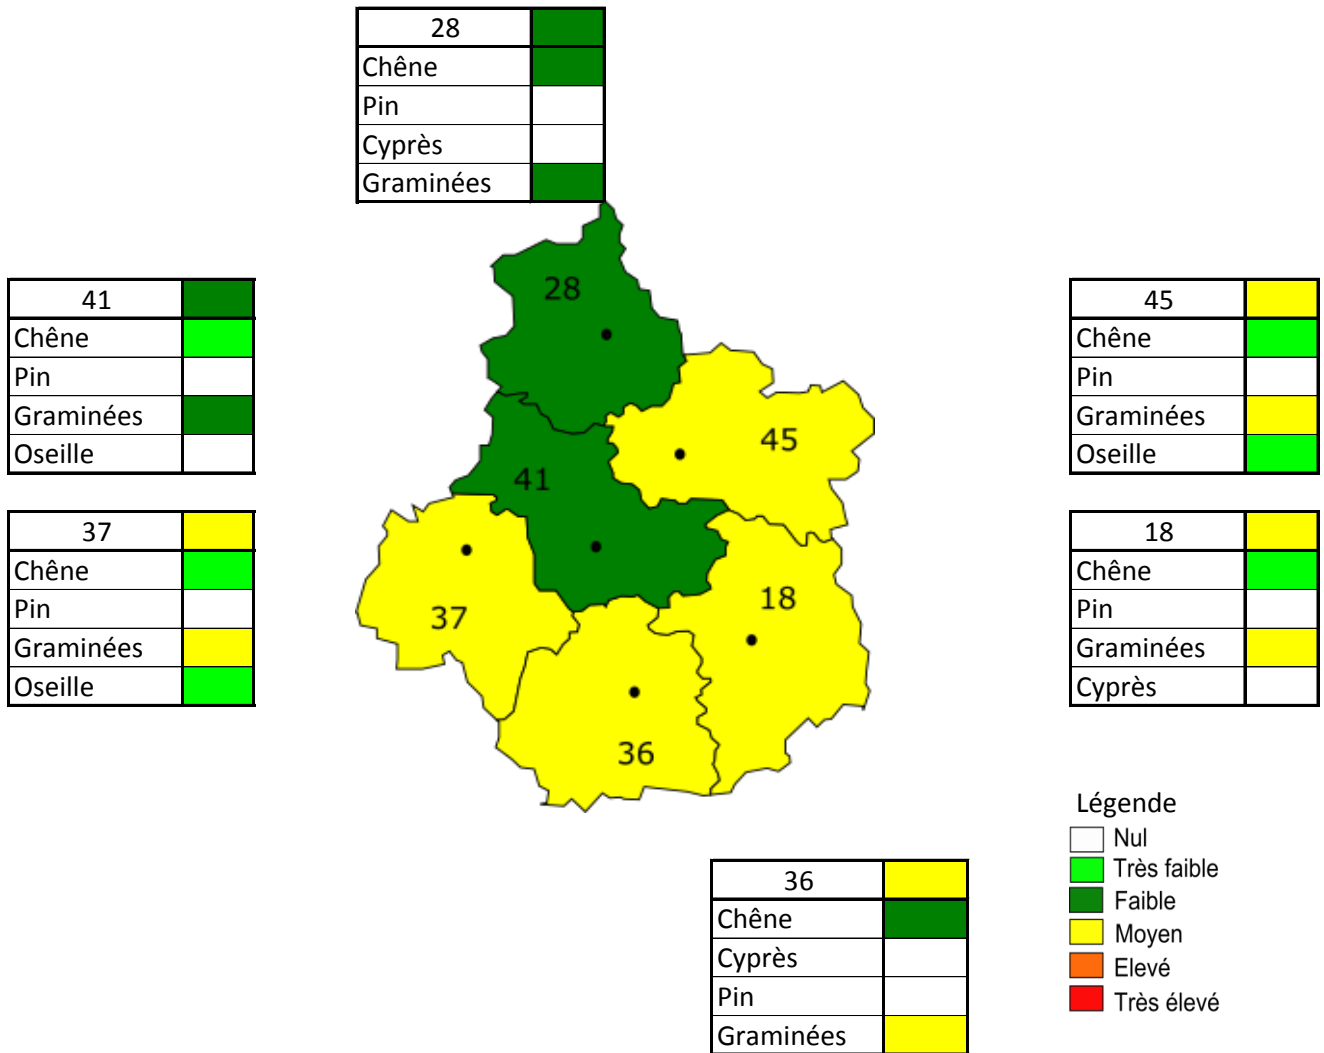 28
Chêne
Pin
Cyprès
Graminées
41
Chêne
Pin
Graminées
Oseille
37
Chêne
Pin
Graminées
Oseille
28
45
41
37
18
36
45
Chêne
Pin
Graminées
Oseille
18
Chêne
Pin
Graminées
Cyprès
36
Chêne
Cyprès
Pin
Graminées
Légende
Nul
Très faible
Faible
Moyen
Elevé
Très élevé